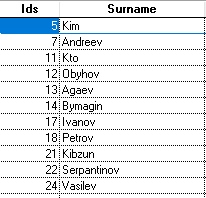 Ids Surname
5 Kim
7 Andreev
11 Kto
12 Obyhov
13 Agaev
14 Bymagin
17 Ivanov
18 Petrov
21 Kibzun
22 Serpantinov
24 Vasilev